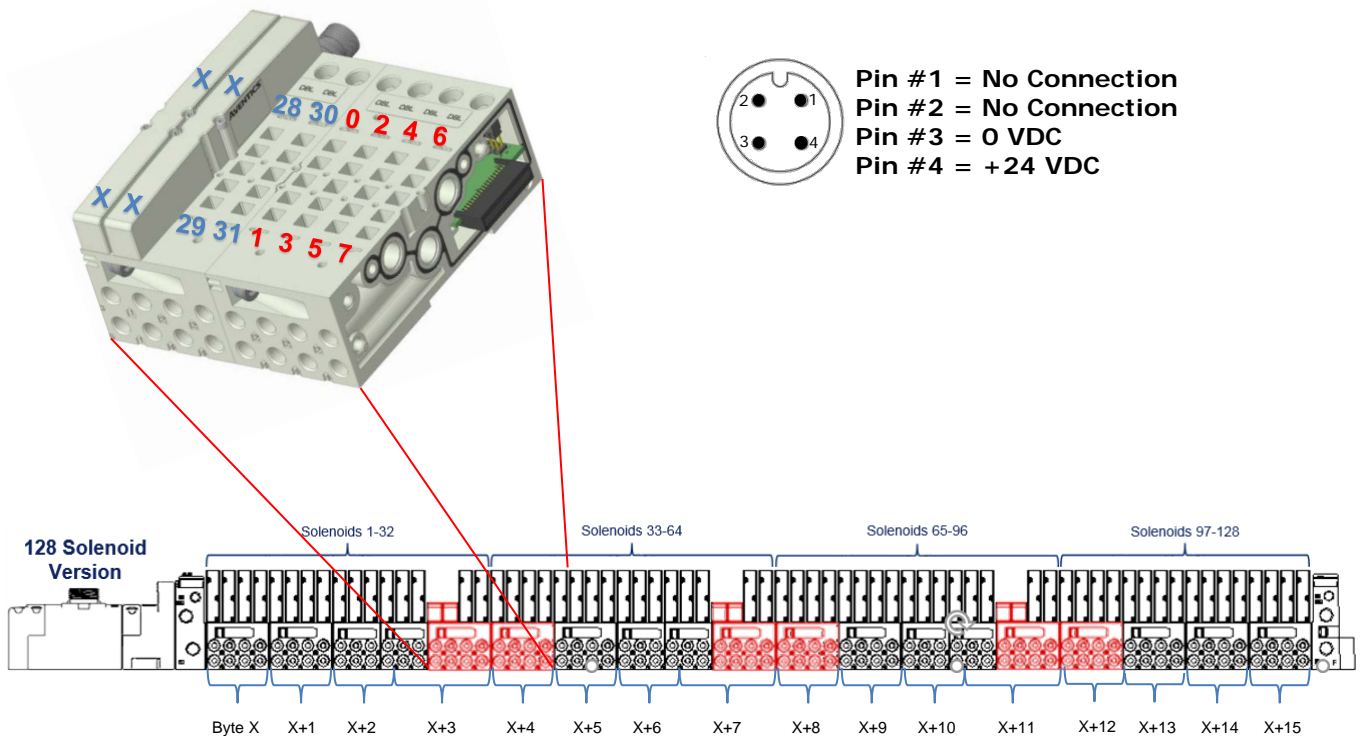 X X
AVENTICS
DBL DBL DBL DBL DBL DBL
28 30 0 2 4 6
X X
29 31 1 3 5 7
2 1
3 4
Pin #1 = No Connection
Pin #2 = No Connection
Pin #3 = 0 VDC
Pin #4 = +24 VDC
128 Solenoid
Version
Solenoids 1-32 Solenoids 33-64 Solenoids 65-96 Solenoids 97-128
Byte X X+1 X+2 X+3 X+4 X+5 X+6 X+7 X+8 X+9 X+10 X+11 X+12 X+13 X+14 X+15